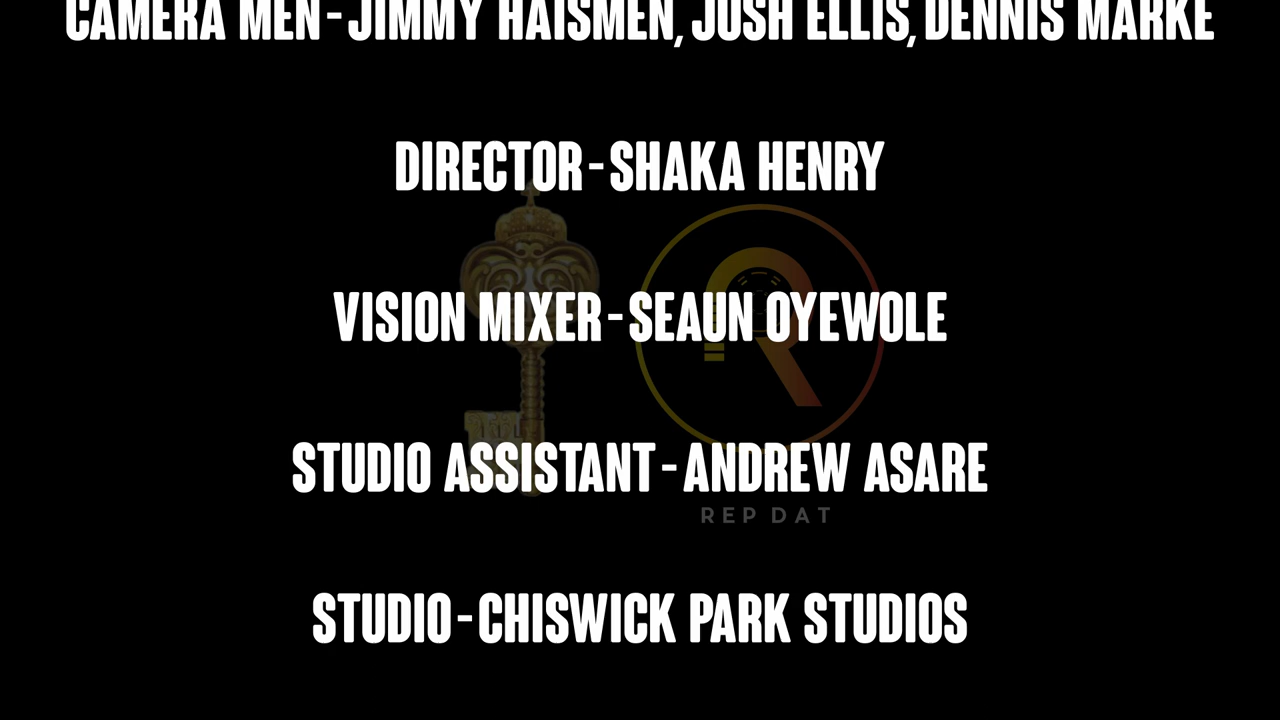 CAMERA MEN - JIMMY HAISMEN, JOSH ELLIS, DENNIS MARKE
DIRECTOR - SHAKA HENRY
VISION MIXER - SEAUN OYEWOLE
STUDIO ASSISTANT - ANDREW ASARE
REP DAT
STUDIO - CHISWICK PARK STUDIOS